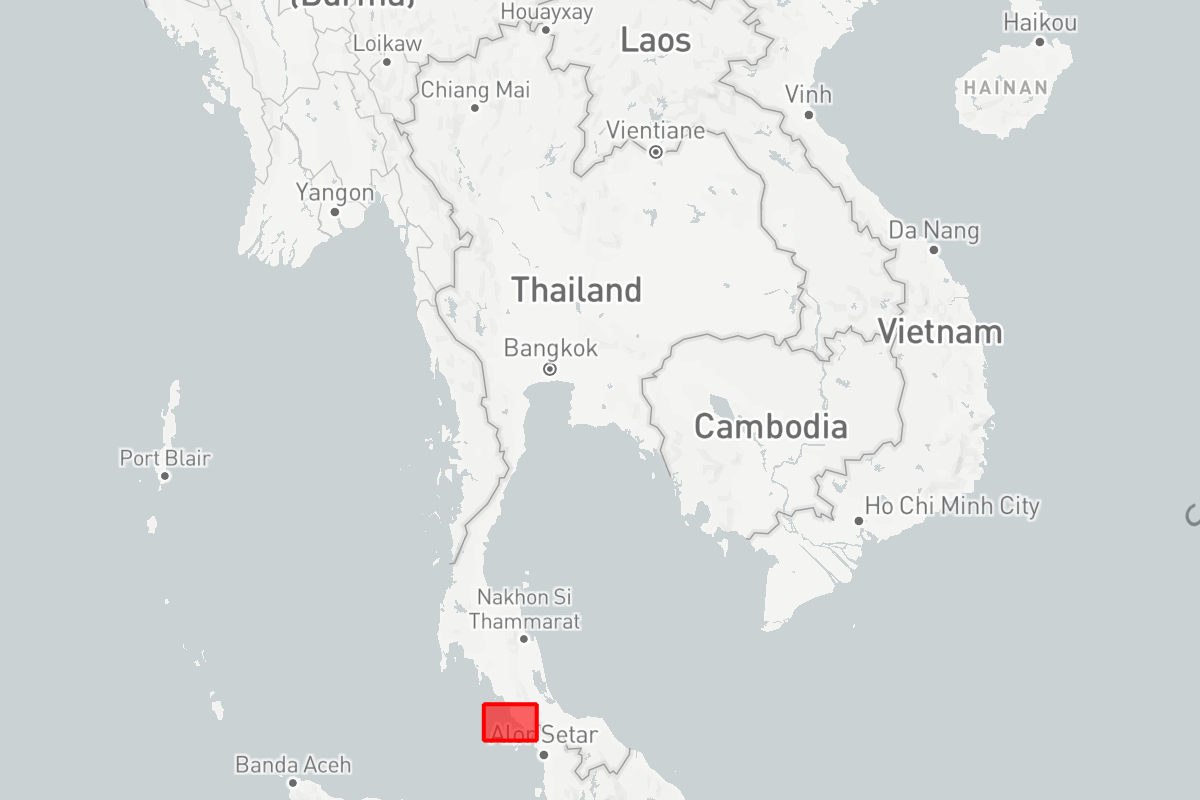 (Burma)
Houayxay
Haikou
Loikaw
Laos
Chiang Mai
HAINAN
Vinh
Vientiane
Yangon
Da Nang
Thailand
Vietnam
Bangkok
Cambodia
Port Blair
Ho Chi Minh City
Nakhon Si
Thammarat
Alor Setar
Banda Aceh